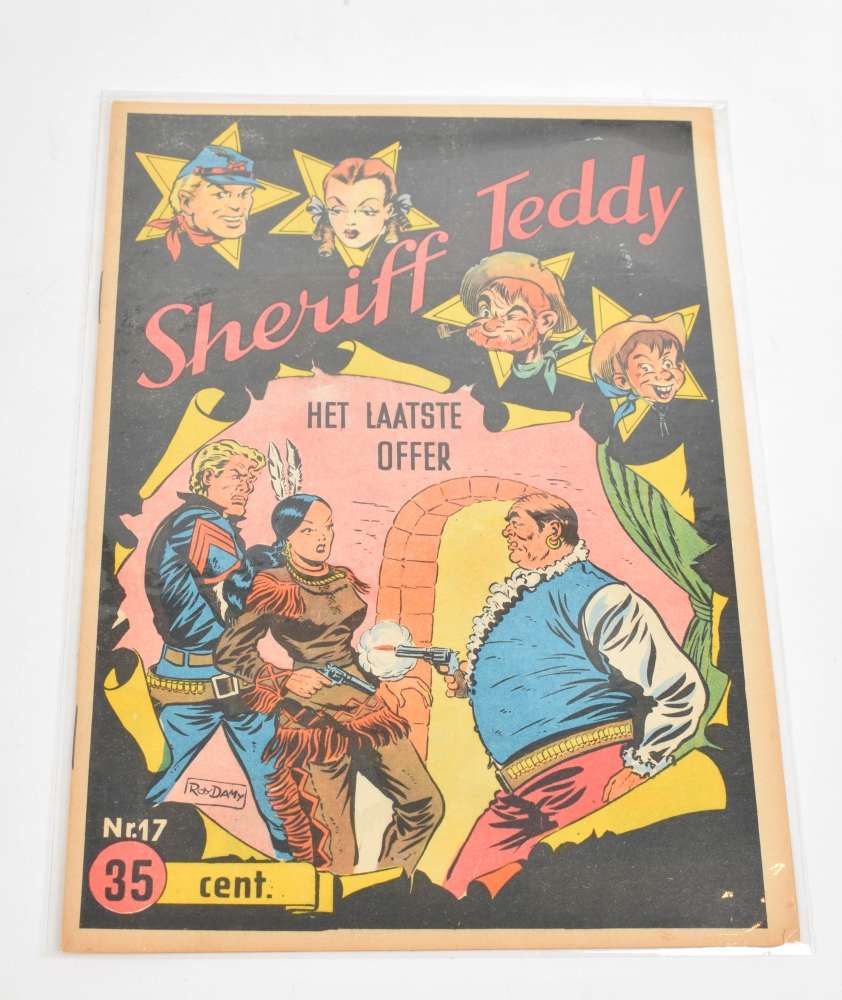 Sheriff Teddy
HET LAATSTE
OFFER
ROY DAMY
Nr.17
35 cent.